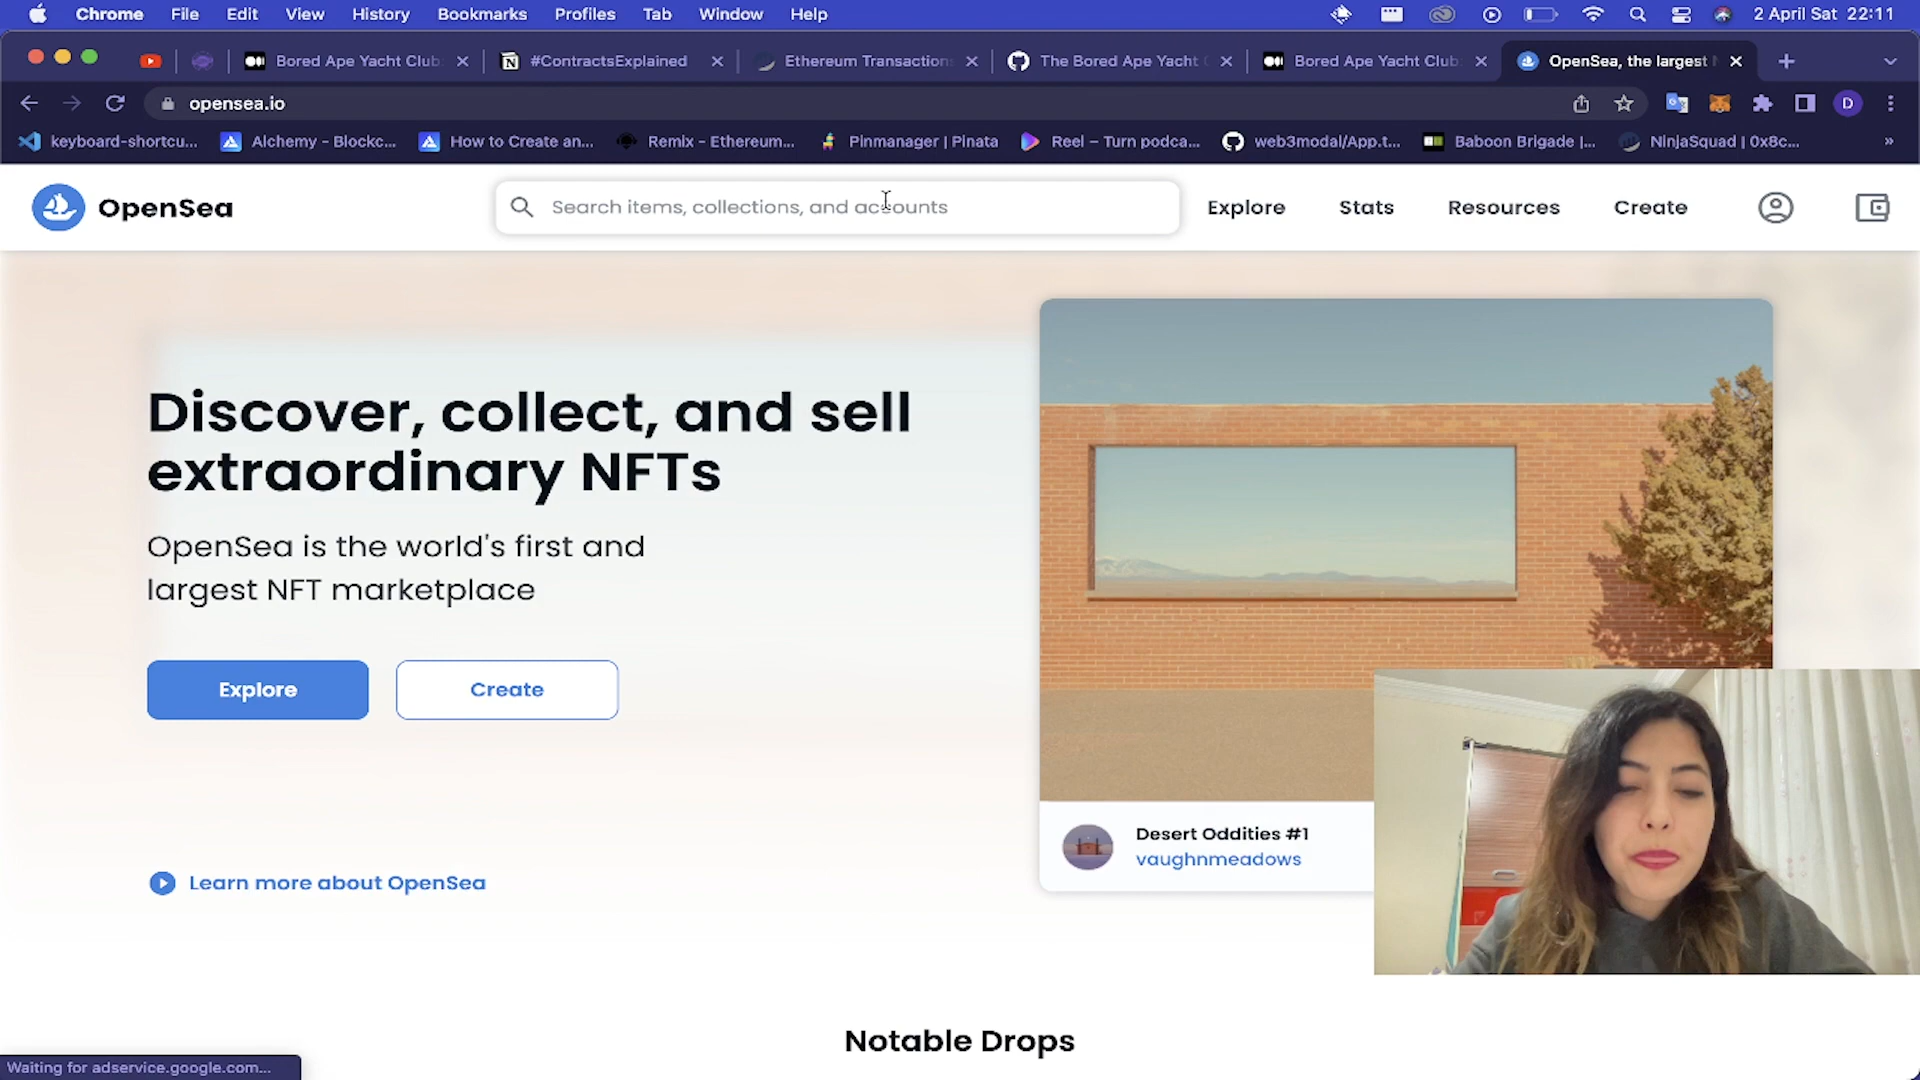 Chrome File Edit View History Bookmarks Profiles Tab Window Help 2 April Sat 22:11
Bored Ape Yacht Club #ContractsExplained Ethereum Transaction The Bored Ape Yacht Bored Ape Yacht Club OpenSea, the largest
opensea.io D
keyboard-shortcu... Alchemy – Blockc... How to Create an... Remix – Ethereum... Pinmanager | Pinata Reel – Turn podca... web3modal/App.t... Baboon Brigade |... NinjaSquad | 0x8c... »
OpenSea Search items, collections, and accounts Explore Stats Resources Create
Discover, collect, and sell
extraordinary NFTs
OpenSea is the world's first and
largest NFT marketplace
Explore Create
Desert Oddities #1
vaughnmeadows
Learn more about OpenSea
Notable Drops
Waiting for adservice.google.com...